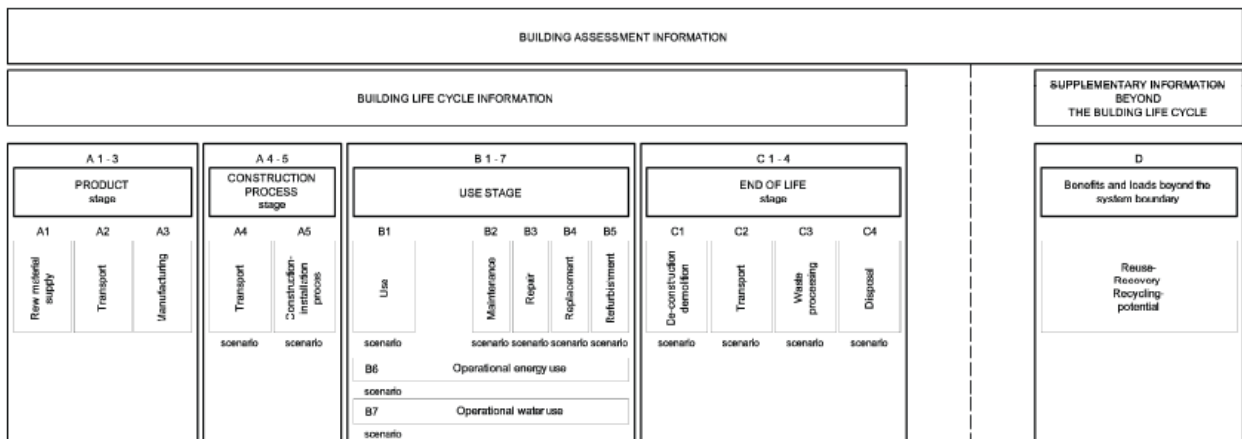 BUILDING ASSESSMENT INFORMATION
BUILDING LIFE CYCLE INFORMATION
SUPPLEMENTARY INFORMATION
BEYOND
THE BULDING LIFE CYCLE
A 1 - 3
PRODUCT
stage
A1
A2
A3
Rew material
supply
Transport
Manufacturing
A 4 - 5
CONSTRUCTION
PROCESS
stage
A4
A5
Transport
Construction-
installation
proces
scenario
scenario
B 1 - 7
USE STAGE
B1
B2
B3
B4
B5
Use
Maintenance
Repair
Replacement
Refurbishment
scenario
scenario
scenario
scenario
scenario
B6
Operational energy use
scenario
B7
Operational water use
scenario
C 1 - 4
END OF LIFE
stage
C1
C2
C3
C4
De-construction
demolition
Transport
Waste
processing
Disposal
scenario
scenario
scenario
scenario
D
Benefits and loads beyond the
system boundary
Reuse-
Recovery
Recycling-
potential